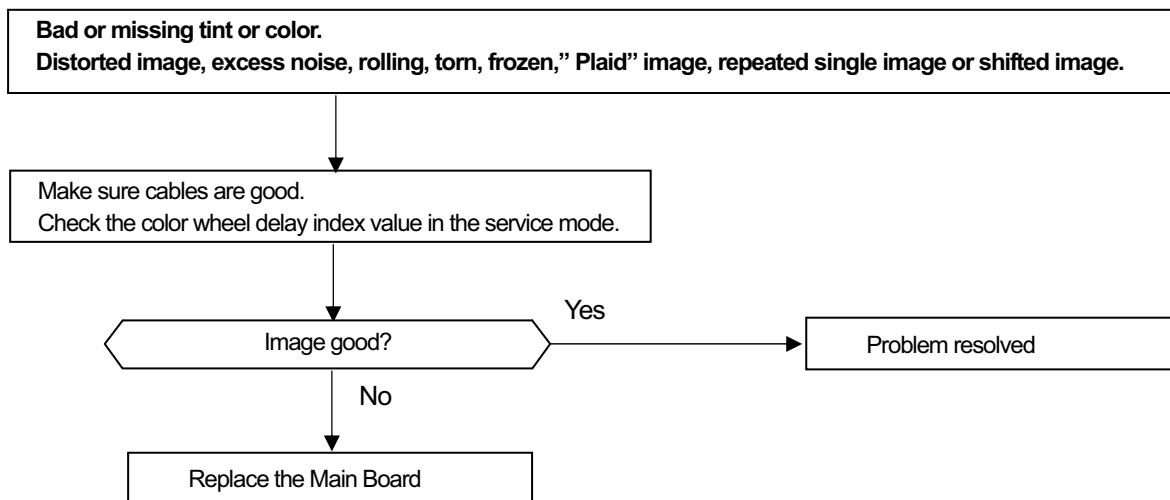 Bad or missing tint or color.
Distorted image, excess noise, rolling, torn, frozen,” Plaid” image, repeated single image or shifted image.
Make sure cables are good.
Check the color wheel delay index value in the service mode.
Image good?
Yes
Problem resolved
No
Replace the Main Board